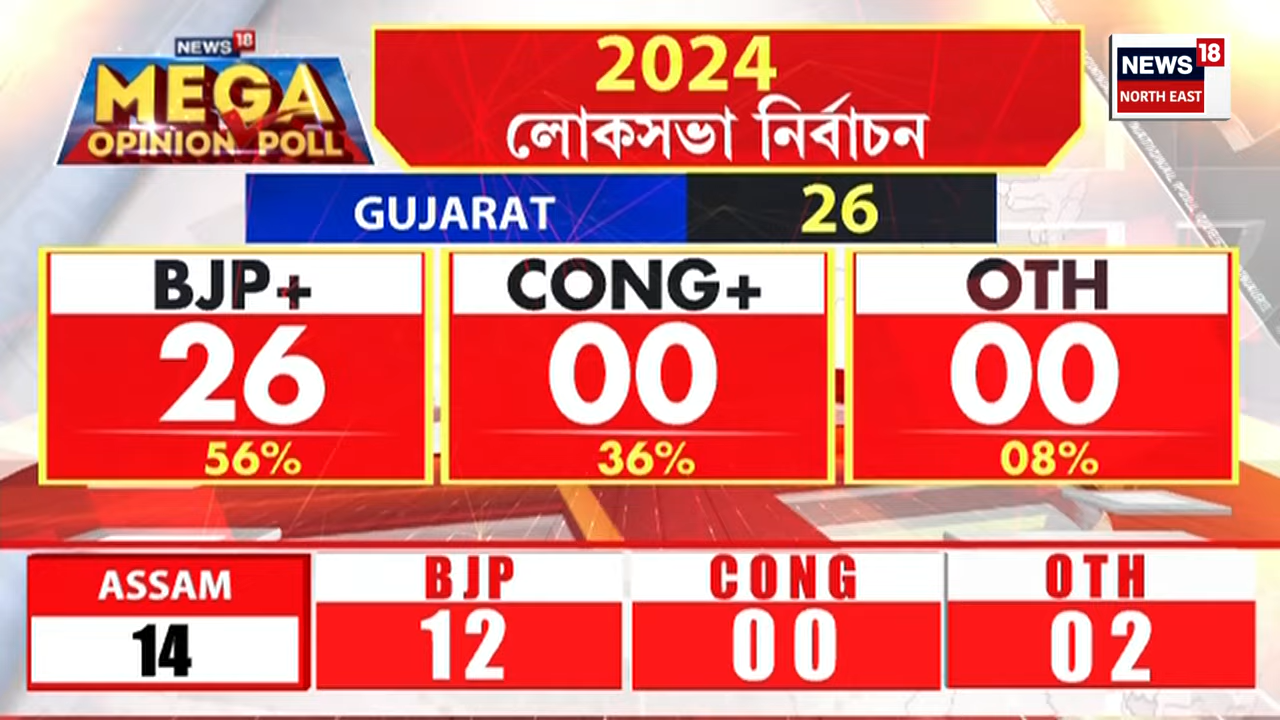 NEWS 18
MEGA
OPINION POLL
2024
লোকসভা নিৰ্বাচন
NEWS 18
NORTH EAST
GUJARAT 26
BJP+ CONG+ OTH
26 00 00
56% 36% 08%
ASSAM BJP CONG OTH
14 12 00 02